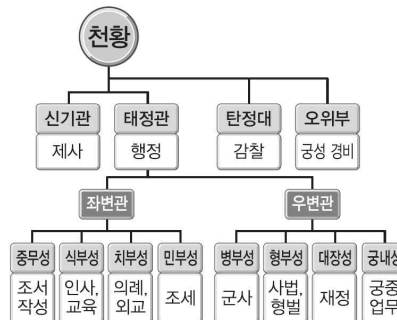 천황
신기관 태정관 탄정대 오위부
제사 행정 감찰 궁성 경비
좌변관 우변관
중무성 식부성 치부성 민부성 병부성 형부성 대장성 궁내성
조서 작성 인사, 교육 의례, 외교 조세 군사 사법, 형벌 재정 궁중 업무